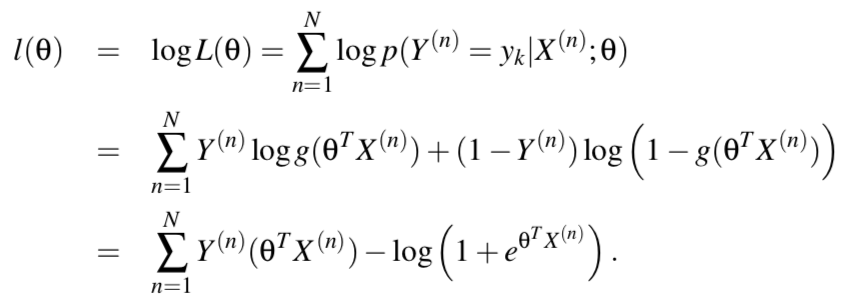 l(θ) = log L(θ) = ∑_{n=1}^{N} log p(Y^{(n)} = y_k|X^{(n)};θ)
= ∑_{n=1}^{N} Y^{(n)} log g(θ^T X^{(n)}) + (1 − Y^{(n)}) log (1 − g(θ^T X^{(n)}))
= ∑_{n=1}^{N} Y^{(n)}(θ^T X^{(n)}) − log (1 + e^{θ^T X^{(n)}}).